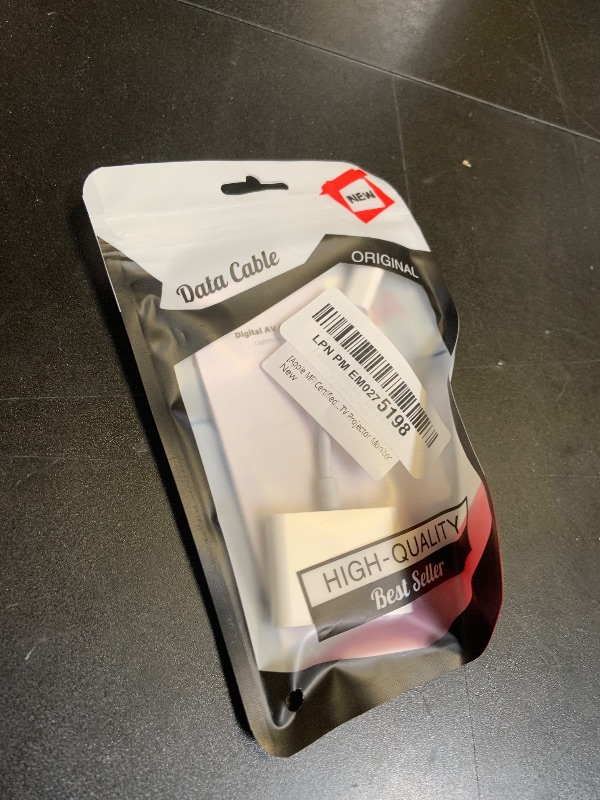 NEW
Data Cable
ORIGINAL
Digital AV
LPN PM EM0275198
[Apple MFi Certified... TV Projector Monitor
New
HIGH-QUALITY
Best Seller